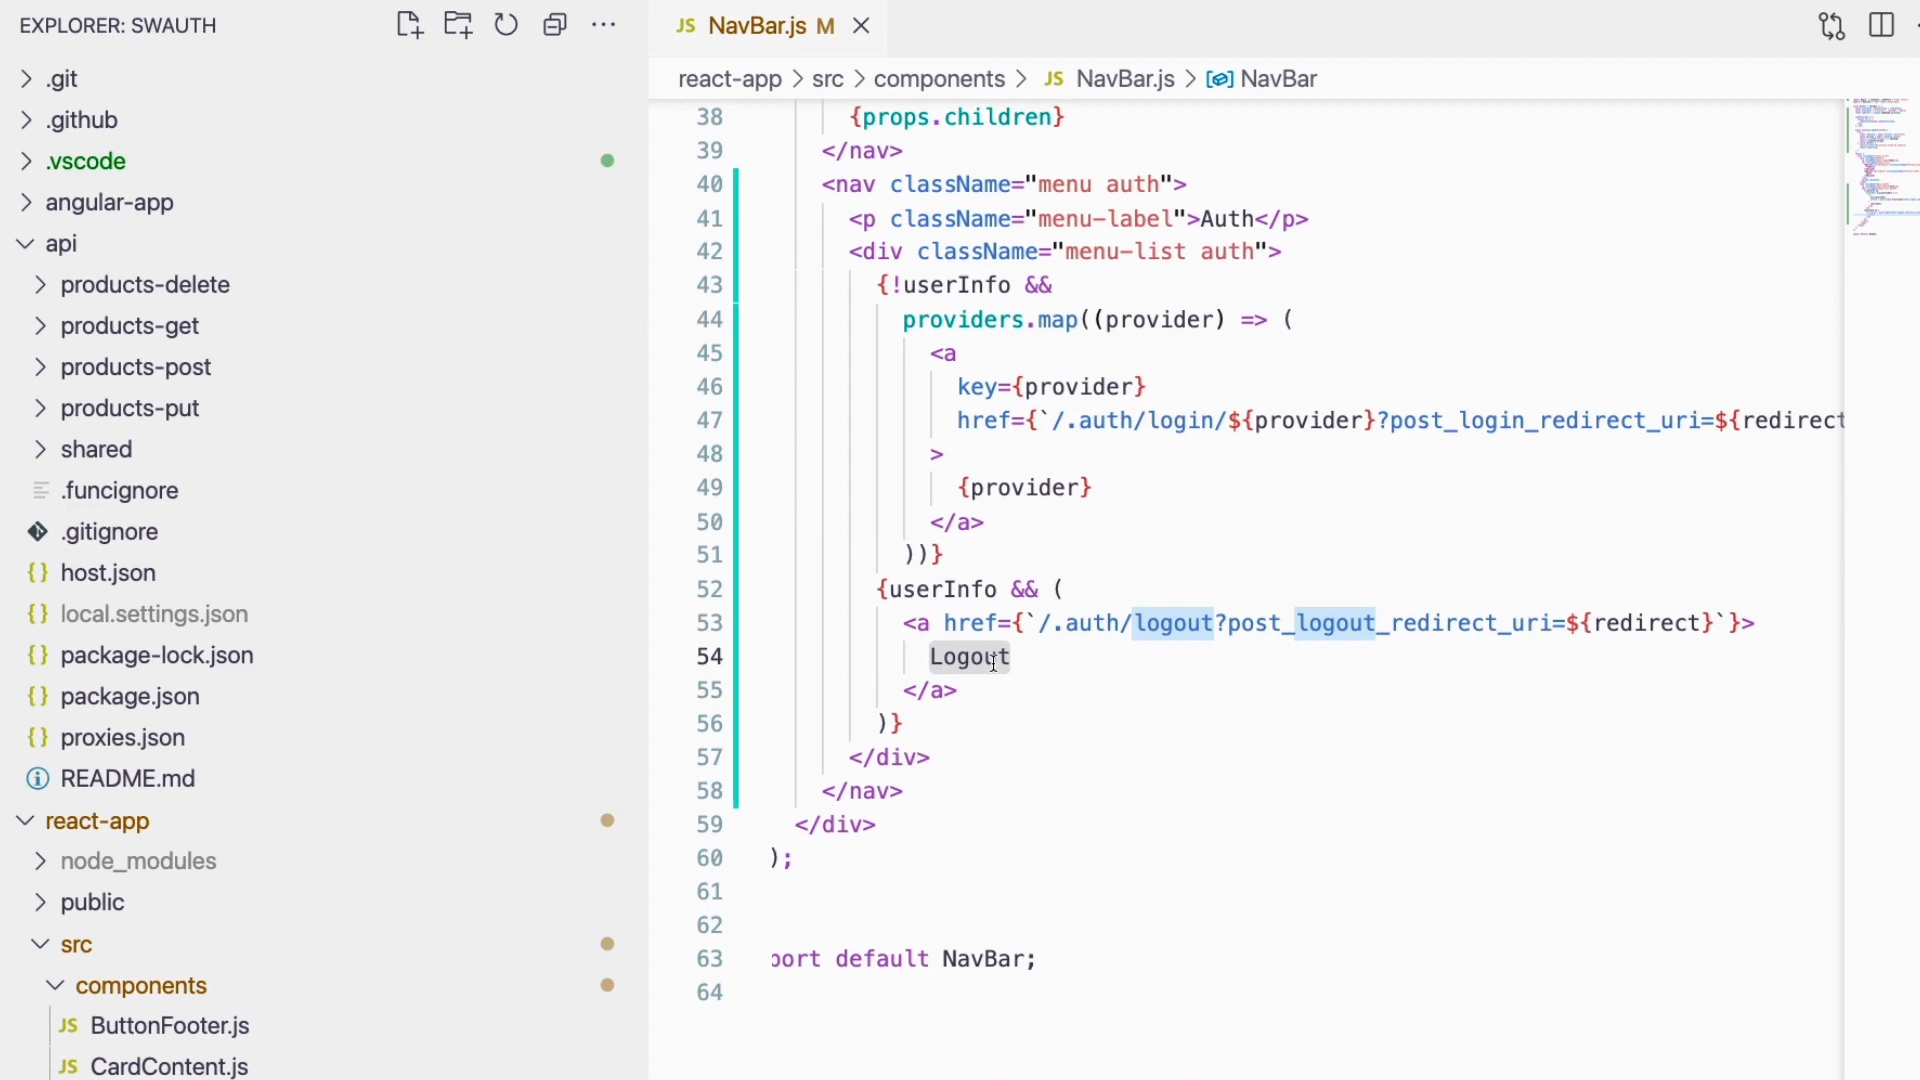 EXPLORER: SWAUTH
.git
.github
.vscode
angular-app
api
products-delete
products-get
products-post
products-put
shared
.funcignore
.gitignore
{} host.json
{} local.settings.json
{} package-lock.json
{} package.json
{} proxies.json
README.md
react-app
node_modules
public
src
components
JS ButtonFooter.js
JS CardContent.js
JS NavBar.js M
react-app > src > components > JS NavBar.js > NavBar
38 {props.children}
39 </nav>
40 <nav className="menu auth">
41 <p className="menu-label">Auth</p>
42 <div className="menu-list auth">
43 {!userInfo &&
44 providers.map((provider) => (
45 <a
46 key={provider}
47 href={`/.auth/login/${provider}?post_login_redirect_uri=${redirect
48 >
49 {provider}
50 </a>
51 ))}
52 {userInfo && (
53 <a href={`/.auth/logout?post_logout_redirect_uri=${redirect}`}>
54 Logout
55 </a>
56 )}
57 </div>
58 </nav>
59 </div>
60 );
61
62
63 port default NavBar;
64